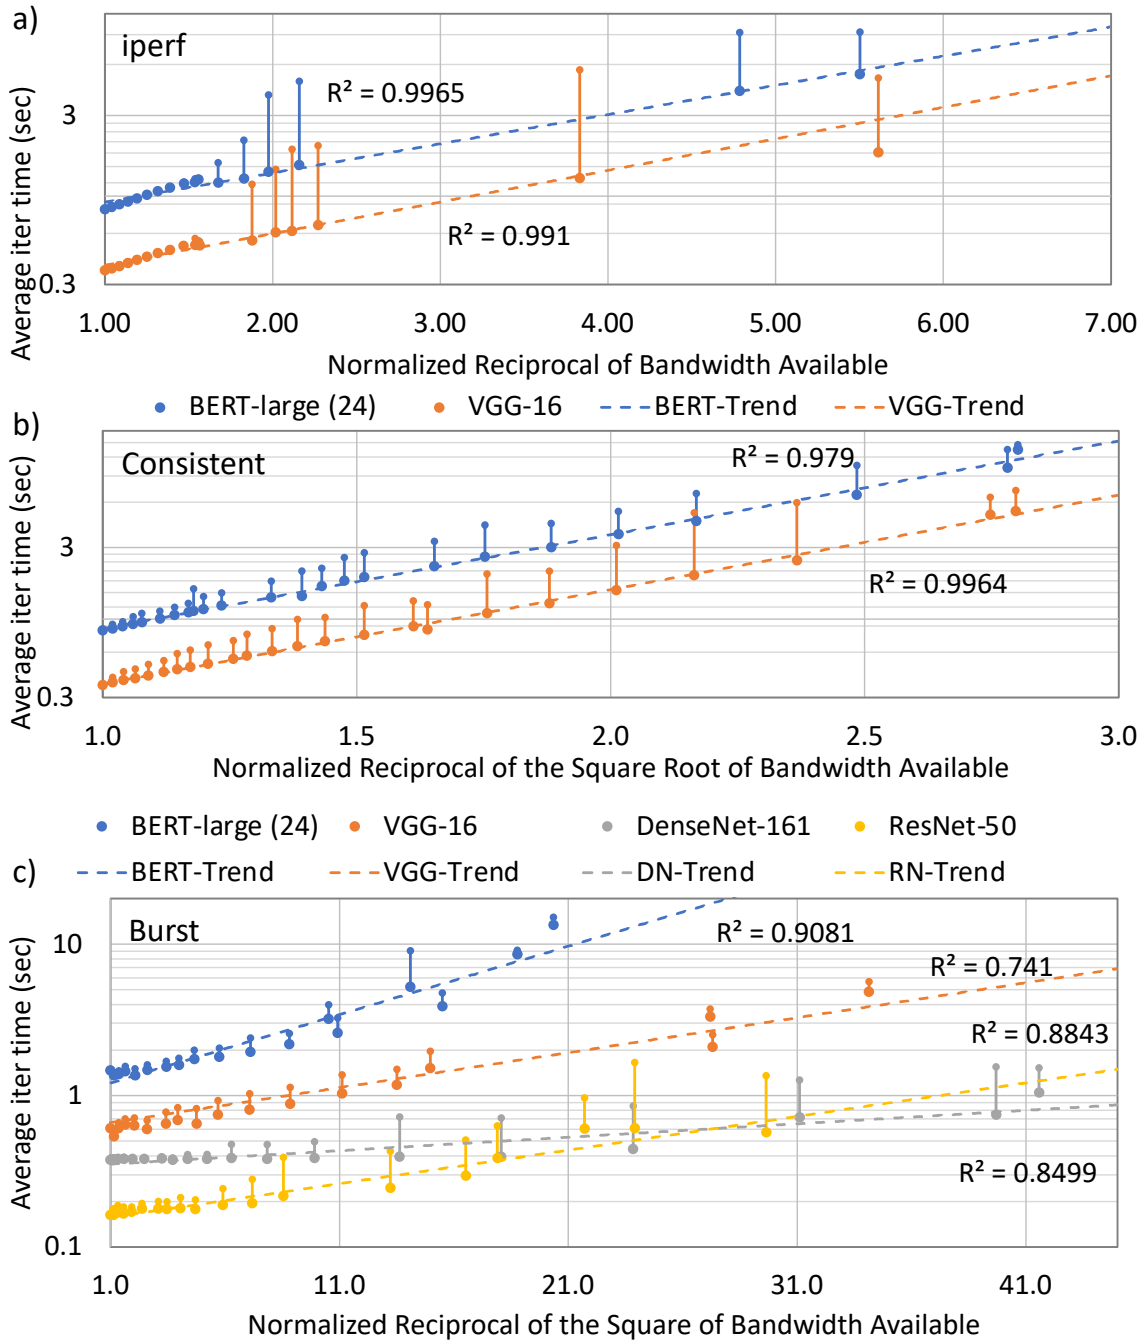 a)
iperf
R² = 0.9965
R² = 0.991
3
0.3
Average iter time (sec)
1.00 2.00 3.00 4.00 5.00 6.00 7.00
Normalized Reciprocal of Bandwidth Available
BERT-large (24) VGG-16 BERT-Trend VGG-Trend
b)
Consistent
R² = 0.979
R² = 0.9964
3
0.3
Average iter time (sec)
1.0 1.5 2.0 2.5 3.0
Normalized Reciprocal of the Square Root of Bandwidth Available
BERT-large (24) VGG-16 DenseNet-161 ResNet-50
BERT-Trend VGG-Trend DN-Trend RN-Trend
c)
Burst
R² = 0.9081
R² = 0.741
R² = 0.8843
R² = 0.8499
10
1
0.1
Average iter time (sec)
1.0 11.0 21.0 31.0 41.0
Normalized Reciprocal of the Square of Bandwidth Available